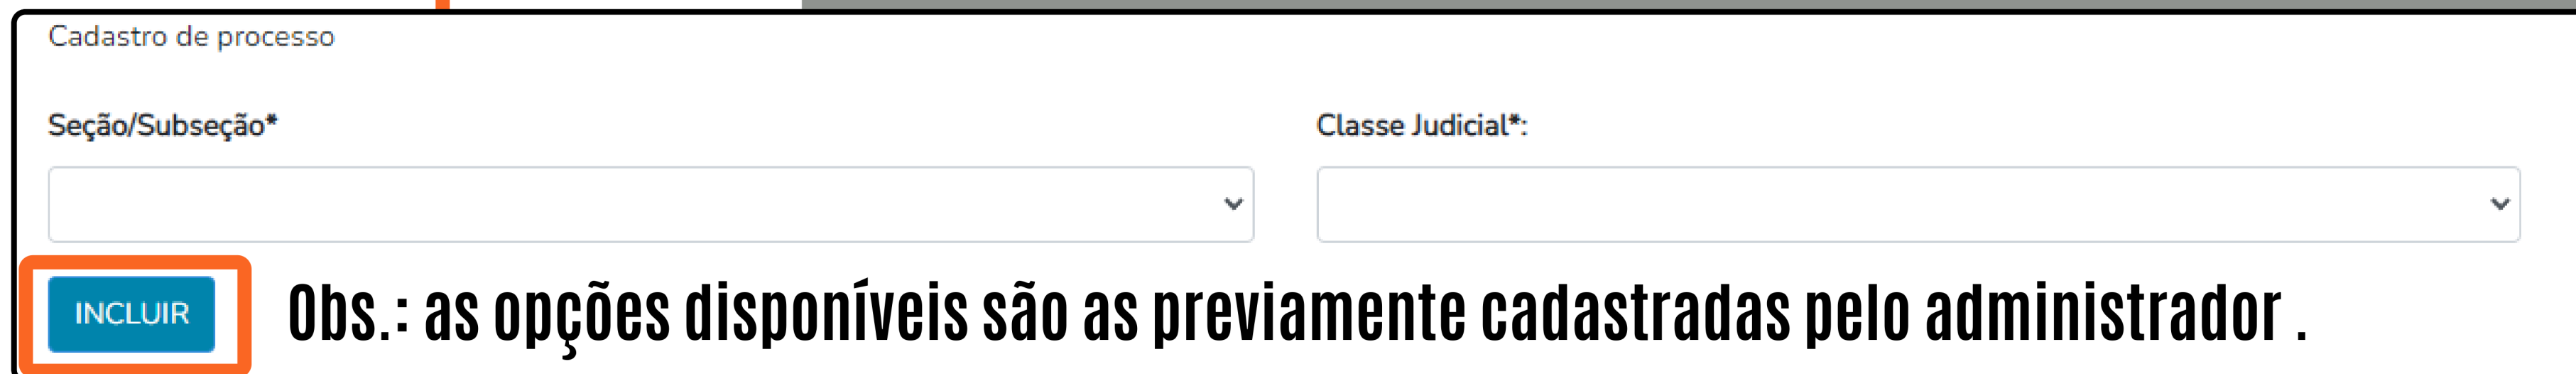 Cadastro de processo
Seção/Subseção* Classe Judicial*:
INCLUIR Obs.: as opções disponíveis são as previamente cadastradas pelo administrador .